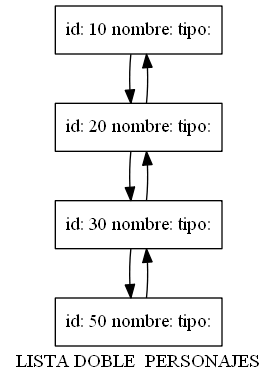 id: 10 nombre: tipo:
id: 20 nombre: tipo:
id: 30 nombre: tipo:
id: 50 nombre: tipo:
LISTA DOBLE  PERSONAJES